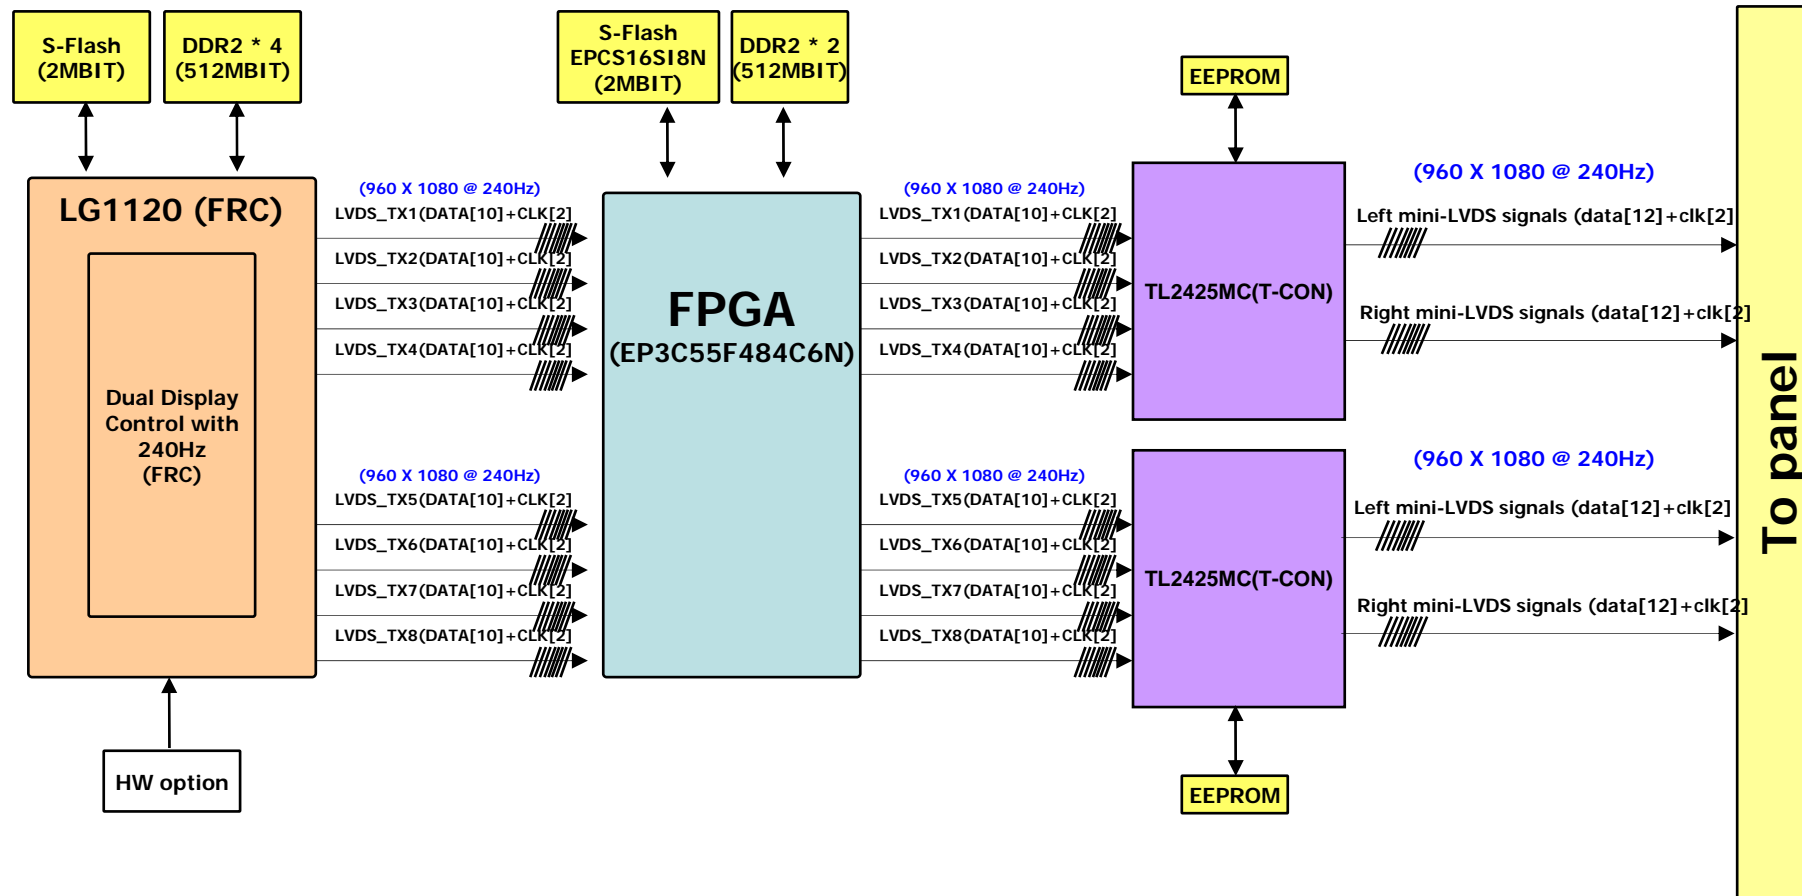 S-Flash
(2MBIT)
DDR2 * 4
(512MBIT)
S-Flash
EPCS16SI8N
(2MBIT)
DDR2 * 2
(512MBIT)
EEPROM
LG1120 (FRC)
Dual Display
Control with
240Hz
(FRC)
HW option
(960 X 1080 @ 240Hz)
LVDS_TX1(DATA[10]+CLK[2]
LVDS_TX2(DATA[10]+CLK[2]
LVDS_TX3(DATA[10]+CLK[2]
LVDS_TX4(DATA[10]+CLK[2]
(960 X 1080 @ 240Hz)
LVDS_TX5(DATA[10]+CLK[2]
LVDS_TX6(DATA[10]+CLK[2]
LVDS_TX7(DATA[10]+CLK[2]
LVDS_TX8(DATA[10]+CLK[2]
FPGA
(EP3C55F484C6N)
(960 X 1080 @ 240Hz)
LVDS_TX1(DATA[10]+CLK[2]
LVDS_TX2(DATA[10]+CLK[2]
LVDS_TX3(DATA[10]+CLK[2]
LVDS_TX4(DATA[10]+CLK[2]
(960 X 1080 @ 240Hz)
LVDS_TX5(DATA[10]+CLK[2]
LVDS_TX6(DATA[10]+CLK[2]
LVDS_TX7(DATA[10]+CLK[2]
LVDS_TX8(DATA[10]+CLK[2]
TL2425MC(T-CON)
TL2425MC(T-CON)
EEPROM
(960 X 1080 @ 240Hz)
Left mini-LVDS signals (data[12]+clk[2]
Right mini-LVDS signals (data[12]+clk[2]
(960 X 1080 @ 240Hz)
Left mini-LVDS signals (data[12]+clk[2]
Right mini-LVDS signals (data[12]+clk[2]
To panel